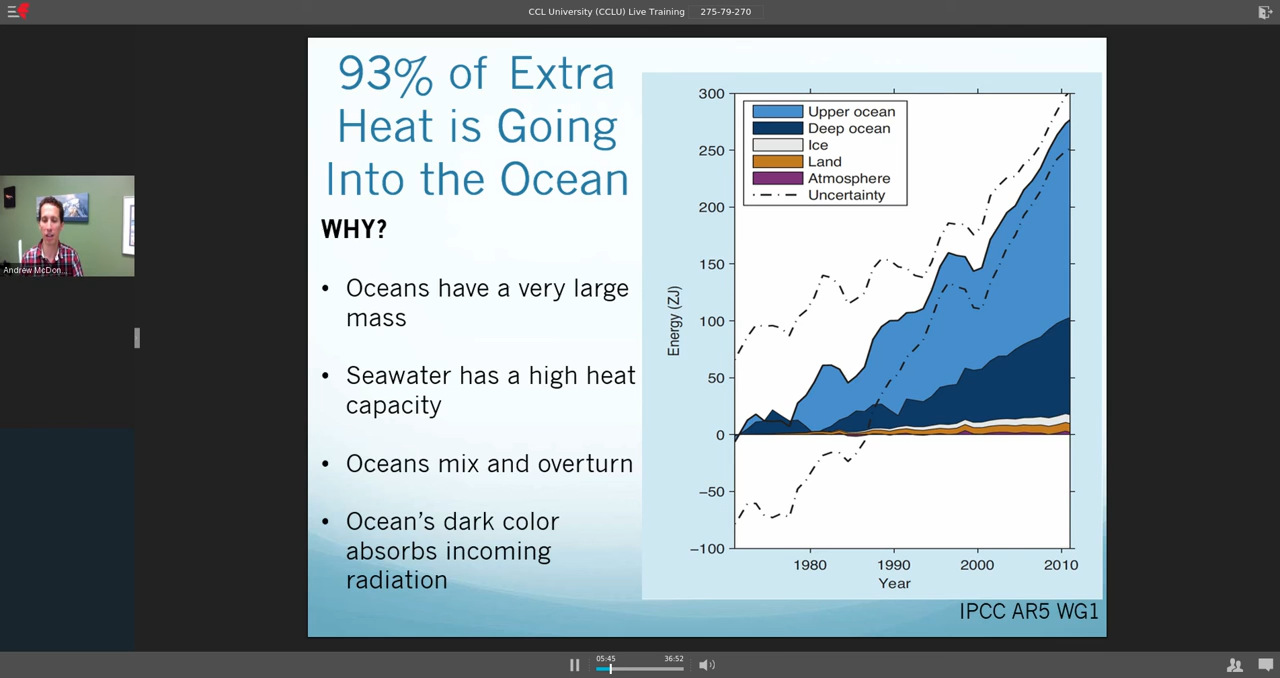 CCL University (CCLU) Live Training 275-79-270
93% of Extra
Heat is Going
Into the Ocean
WHY?
• Oceans have a very large
mass
• Seawater has a high heat
capacity
• Oceans mix and overturn
• Ocean’s dark color
absorbs incoming
radiation
300
250
200
150
100
50
0
−50
−100
Energy (ZJ)
Upper ocean
Deep ocean
Ice
Land
Atmosphere
Uncertainty
1980 1990 2000 2010
Year
IPCC AR5 WG1
Andrew McDon...
05:45 36:52